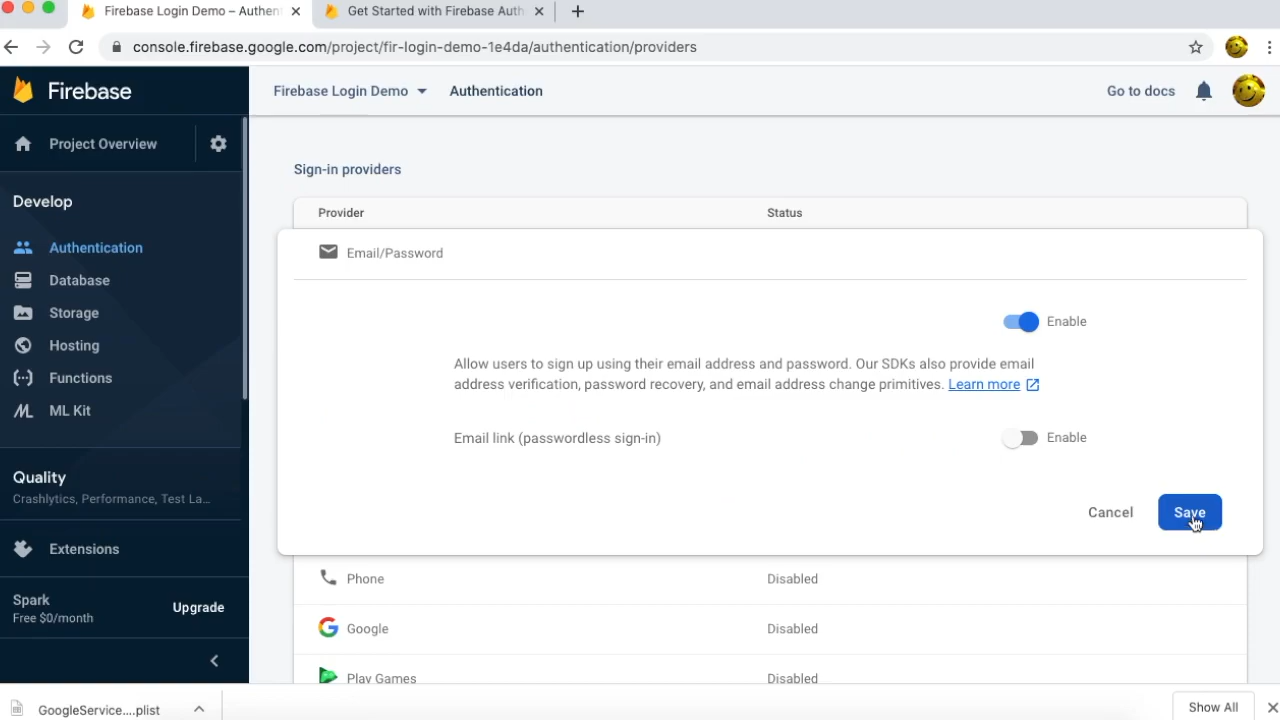 Firebase Login Demo – Authen
Get Started with Firebase Auth
console.firebase.google.com/project/fir-login-demo-1e4da/authentication/providers
Firebase
Firebase Login Demo
Authentication
Go to docs
Project Overview
Develop
Authentication
Database
Storage
Hosting
Functions
ML Kit
Quality
Crashlytics, Performance, Test La...
Extensions
Spark
Free $0/month
Upgrade
Sign-in providers
Provider
Status
Email/Password
Enable
Allow users to sign up using their email address and password. Our SDKs also provide email
address verification, password recovery, and email address change primitives. Learn more
Email link (passwordless sign-in)
Enable
Cancel
Save
Phone
Disabled
Google
Disabled
Play Games
Disabled
GoogleService....plist
Show All